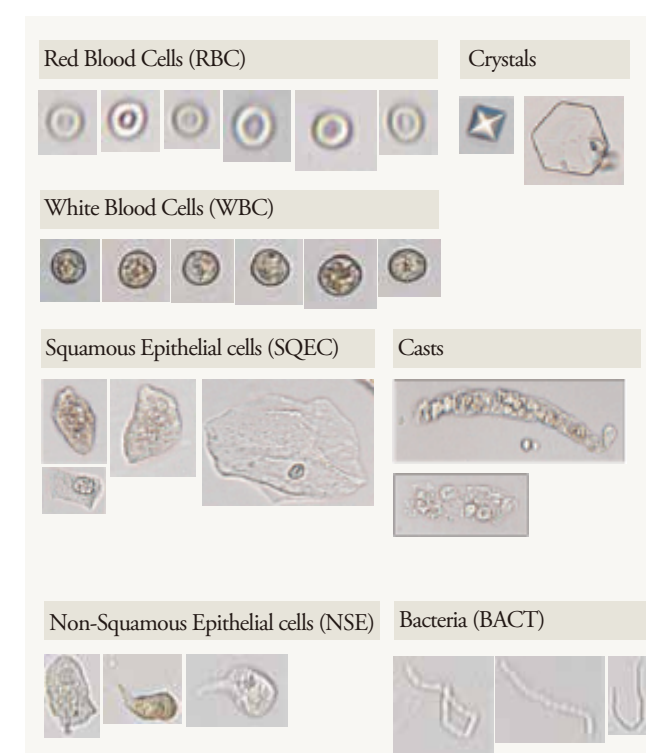 Red Blood Cells (RBC)
Crystals
White Blood Cells (WBC)
Squamous Epithelial cells (SQEC)
Casts
Non-Squamous Epithelial cells (NSE)
Bacteria (BACT)